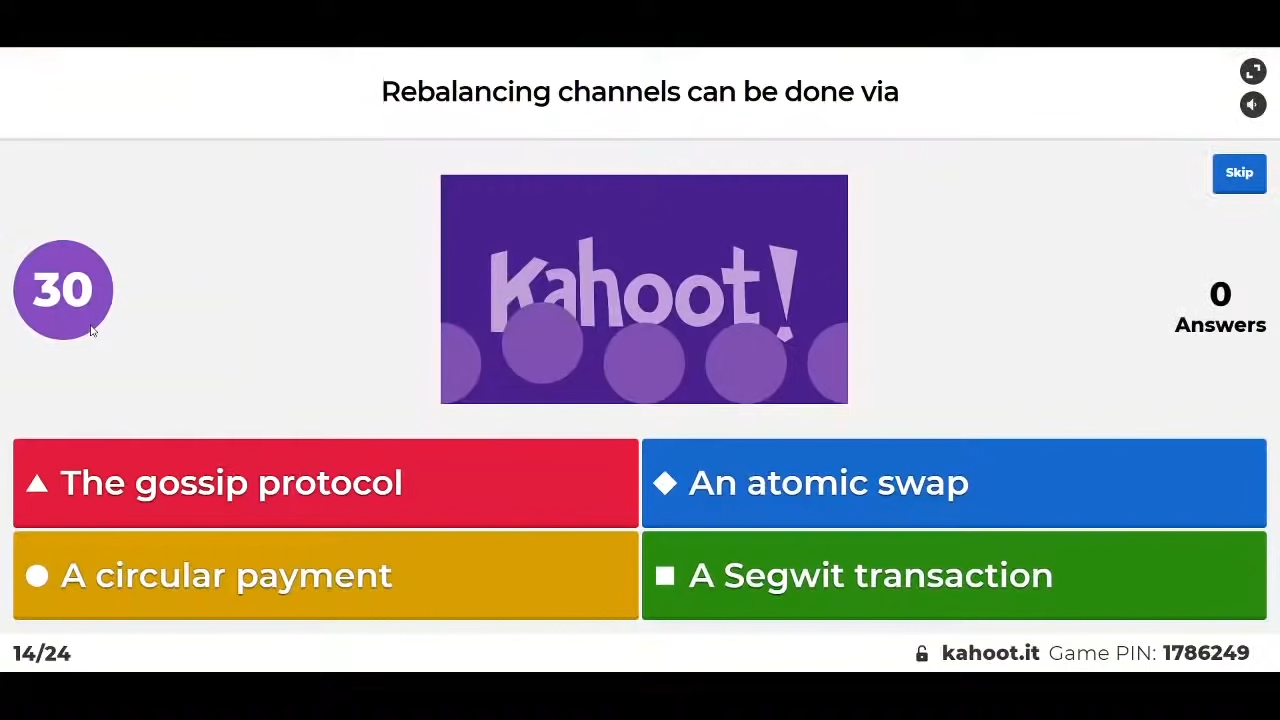 Rebalancing channels can be done via
Skip
30
Kahoot!
0
Answers
The gossip protocol
An atomic swap
A circular payment
A Segwit transaction
14/24
kahoot.it Game PIN: 1786249